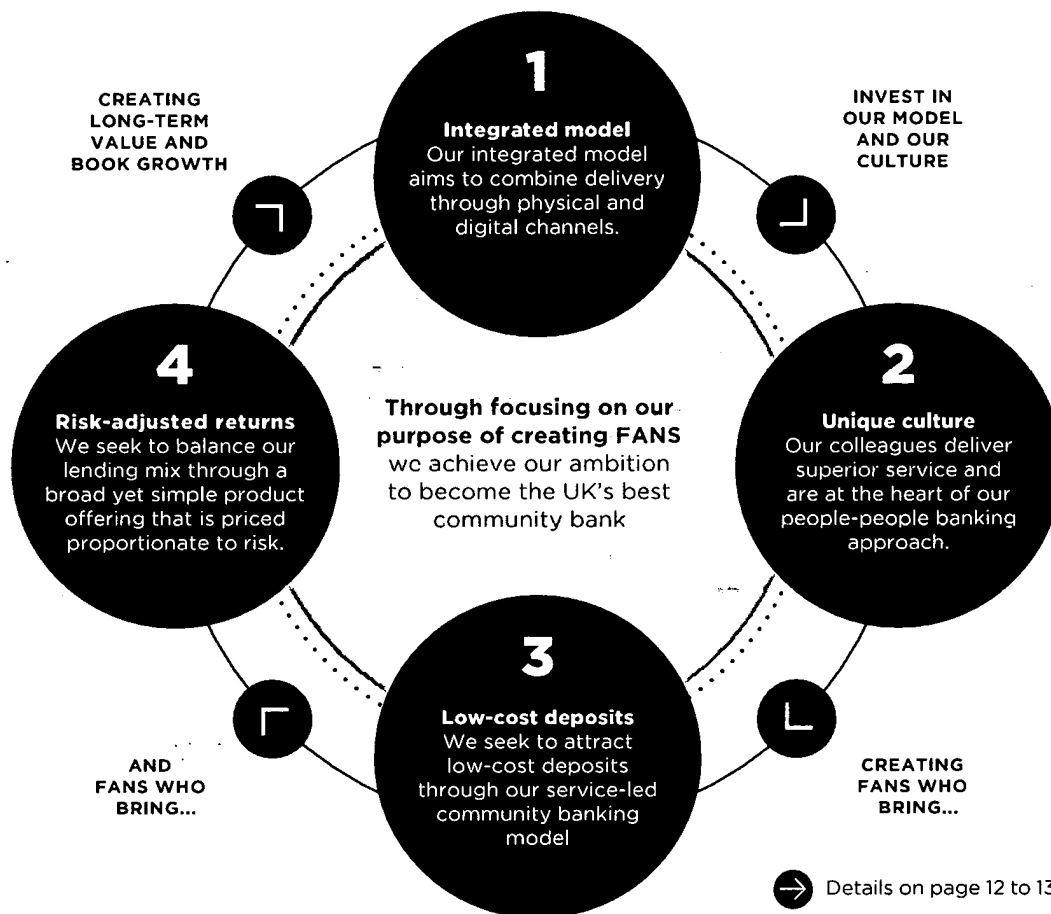 CREATING
LONG-TERM
VALUE AND
BOOK GROWTH
1
Integrated model
Our integrated model
aims to combine delivery
through physical and
digital channels.
INVEST IN
OUR MODEL
AND OUR
CULTURE
2
Unique culture
Our colleagues deliver
superior service and
are at the heart of our
people-people banking
approach.
CREATING
FANS WHO
BRING...
3
Low-cost deposits
We seek to attract
low-cost deposits
through our service-led
community banking
model
AND
FANS WHO
BRING...
4
Risk-adjusted returns
We seek to balance our
lending mix through a
broad yet simple product
offering that is priced
proportionate to risk.
Through focusing on our
purpose of creating FANS
we achieve our ambition
to become the UK's best
community bank
Details on page 12 to 13